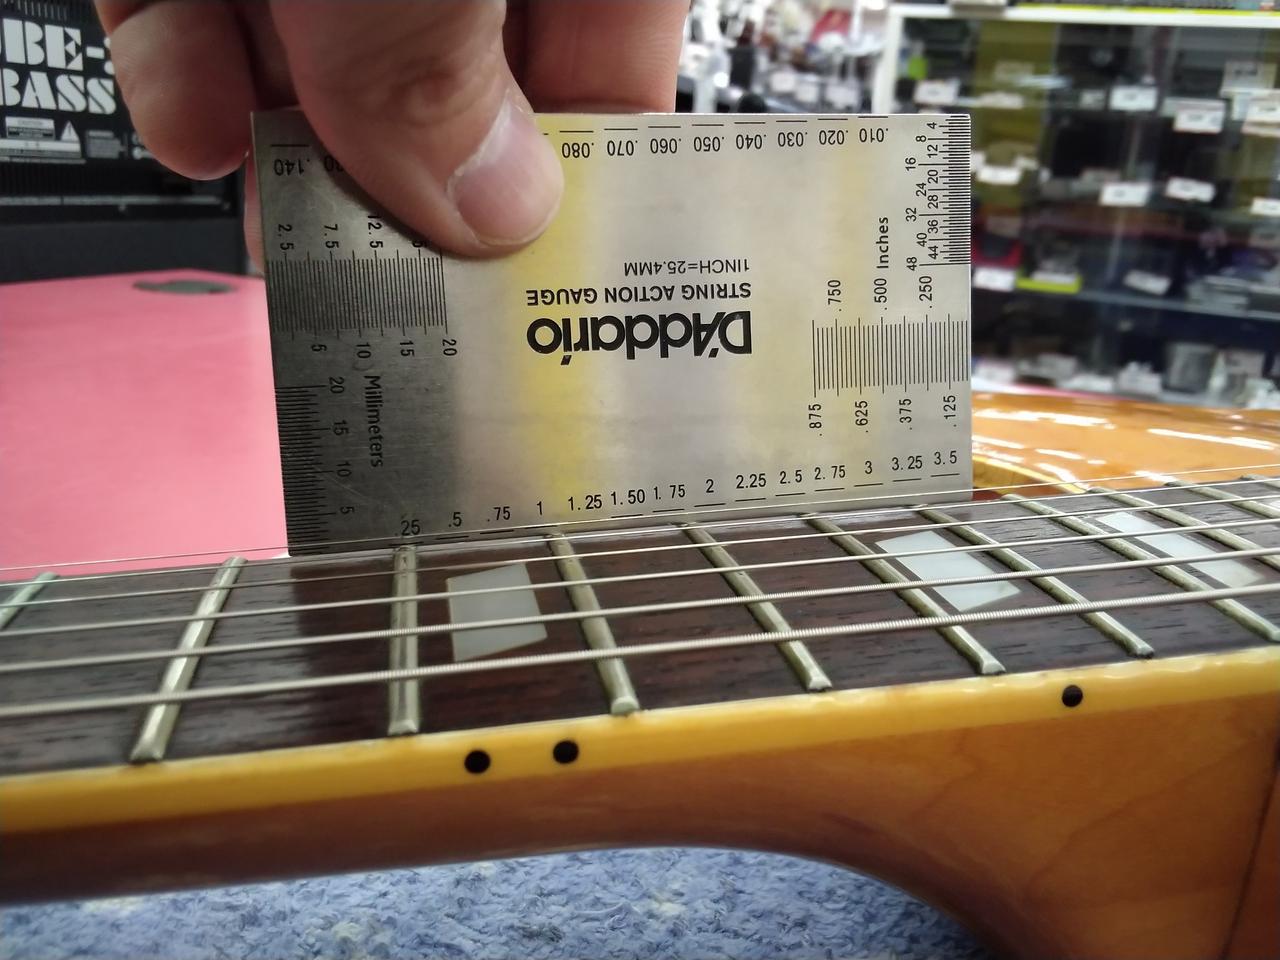 BE-
BASS
CAUTION
.140 .080 .070 .060 .050 .040 .030 .020 .010
4 8 12 16 20 24 28 32 36 40 44 48
2.5 7.5 12.5
Inches
.750 .500 .250
1INCH=25.4MM
STRING ACTION GAUGE
D'Addario
5 10 15 20
Millimeters
20 15 10 5
.875 .625 .375 .125
25 .5 .75 1 1.25 1.50 1.75 2 2.25 2.5 2.75 3 3.25 3.5